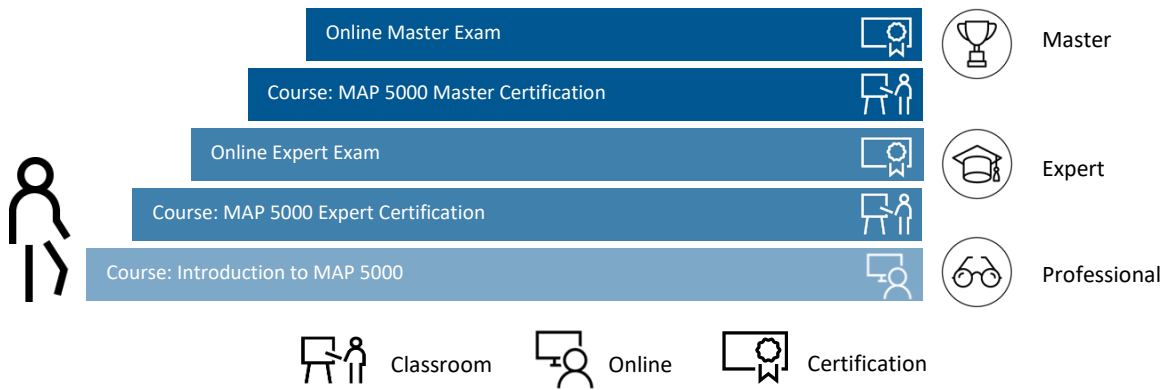 Online Master Exam
Master
Course: MAP 5000 Master Certification
Online Expert Exam
Expert
Course: MAP 5000 Expert Certification
Course: Introduction to MAP 5000
Professional
Classroom
Online
Certification